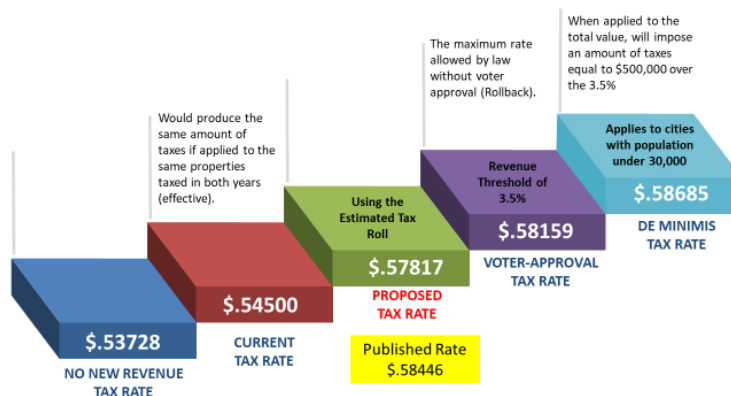 Would produce the
same amount of
taxes if applied to the
same properties
taxed in both years
(effective).
The maximum rate
allowed by law
without voter
approval (Rollback).
When applied to the
total value, will impose
an amount of taxes
equal to $500,000 over
the 3.5%
$.53728
NO NEW REVENUE
TAX RATE
$.54500
CURRENT
TAX RATE
Using the
Estimated Tax
Roll
$.57817
PROPOSED
TAX RATE
Published Rate
$.58446
Revenue
Threshold of
3.5%
$.58159
VOTER-APPROVAL
TAX RATE
Applies to cities
with population
under 30,000
$.58685
DE MINIMIS
TAX RATE